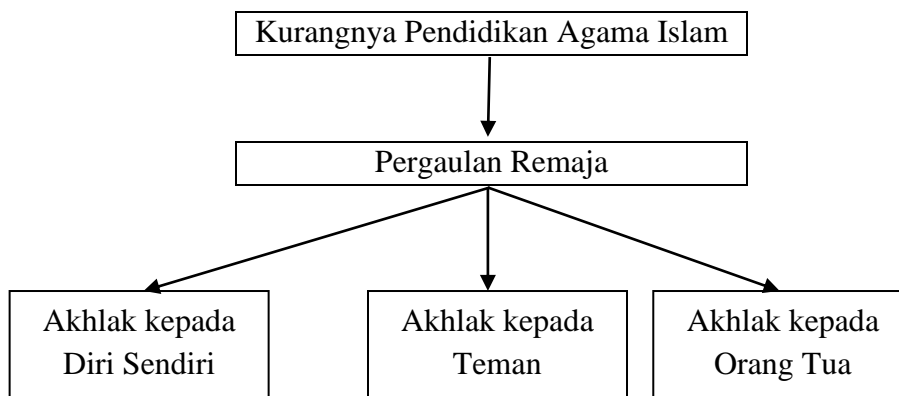 Kurangnya Pendidikan Agama Islam
Pergaulan Remaja
Akhlak kepada
Diri Sendiri
Akhlak kepada
Teman
Akhlak kepada
Orang Tua